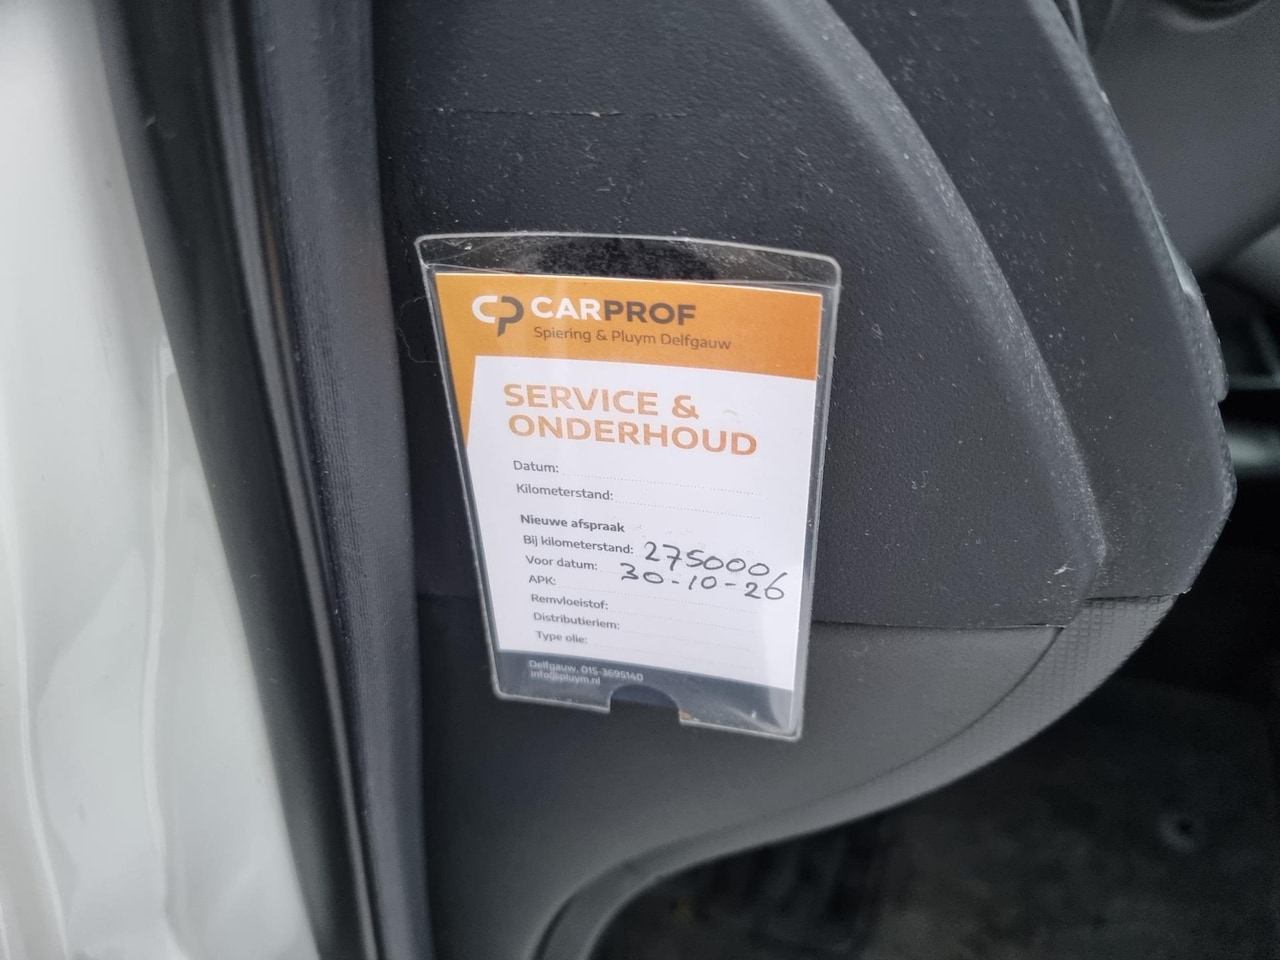 CP CARPROF
Spiering & Pluym Delfgauw
SERVICE &
ONDERHOUD
Datum:
Kilometerstand:
Nieuwe afspraak
Bij kilometerstand: 275000
Voor datum: 30-10-26
APK:
Remvloeistof:
Distributieriem:
Type olie:
Delfgauw, 015-3695140
info@pluym.nl